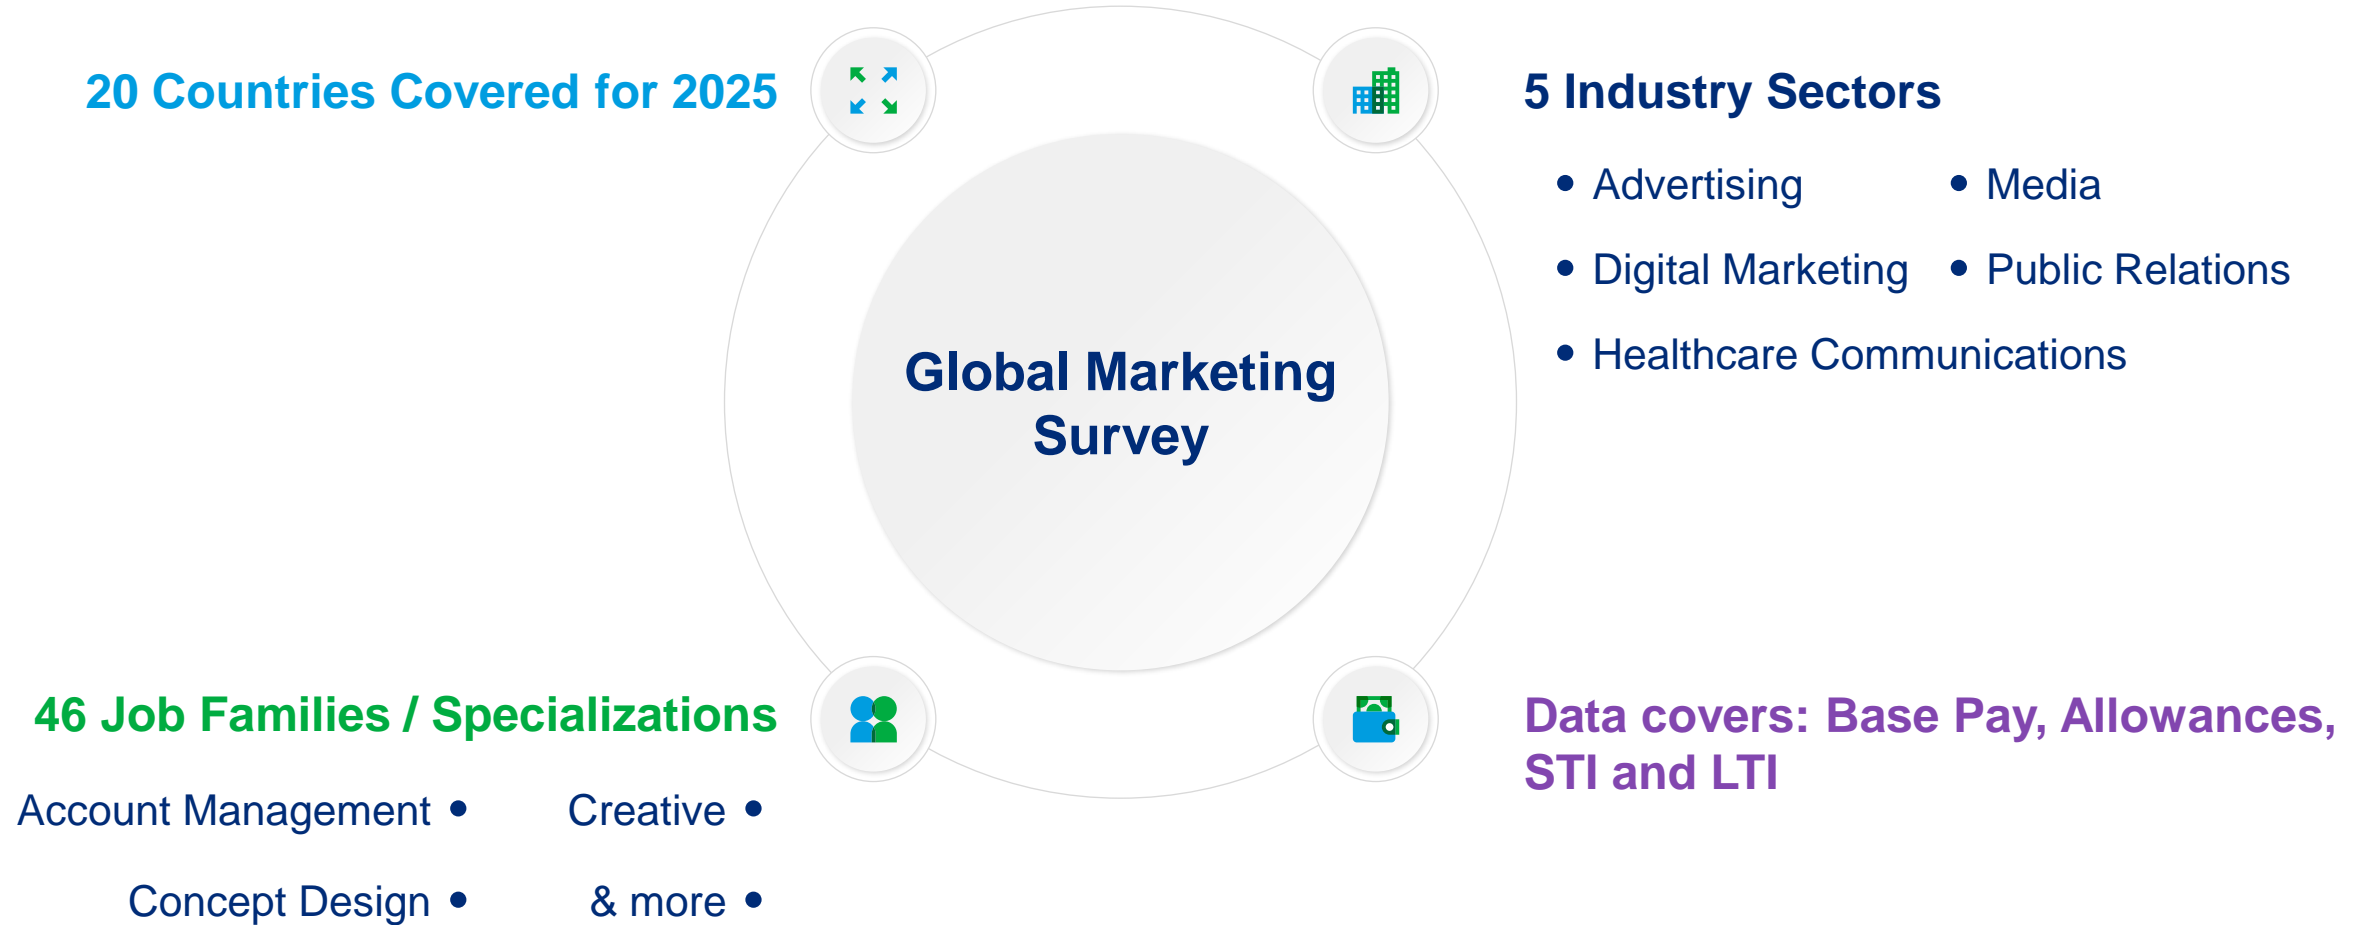 20 Countries Covered for 2025
5 Industry Sectors
• Advertising
• Media
• Digital Marketing
• Public Relations
• Healthcare Communications
Global Marketing
Survey
46 Job Families / Specializations
Account Management •
Creative •
Concept Design •
& more •
Data covers: Base Pay, Allowances,
STI and LTI